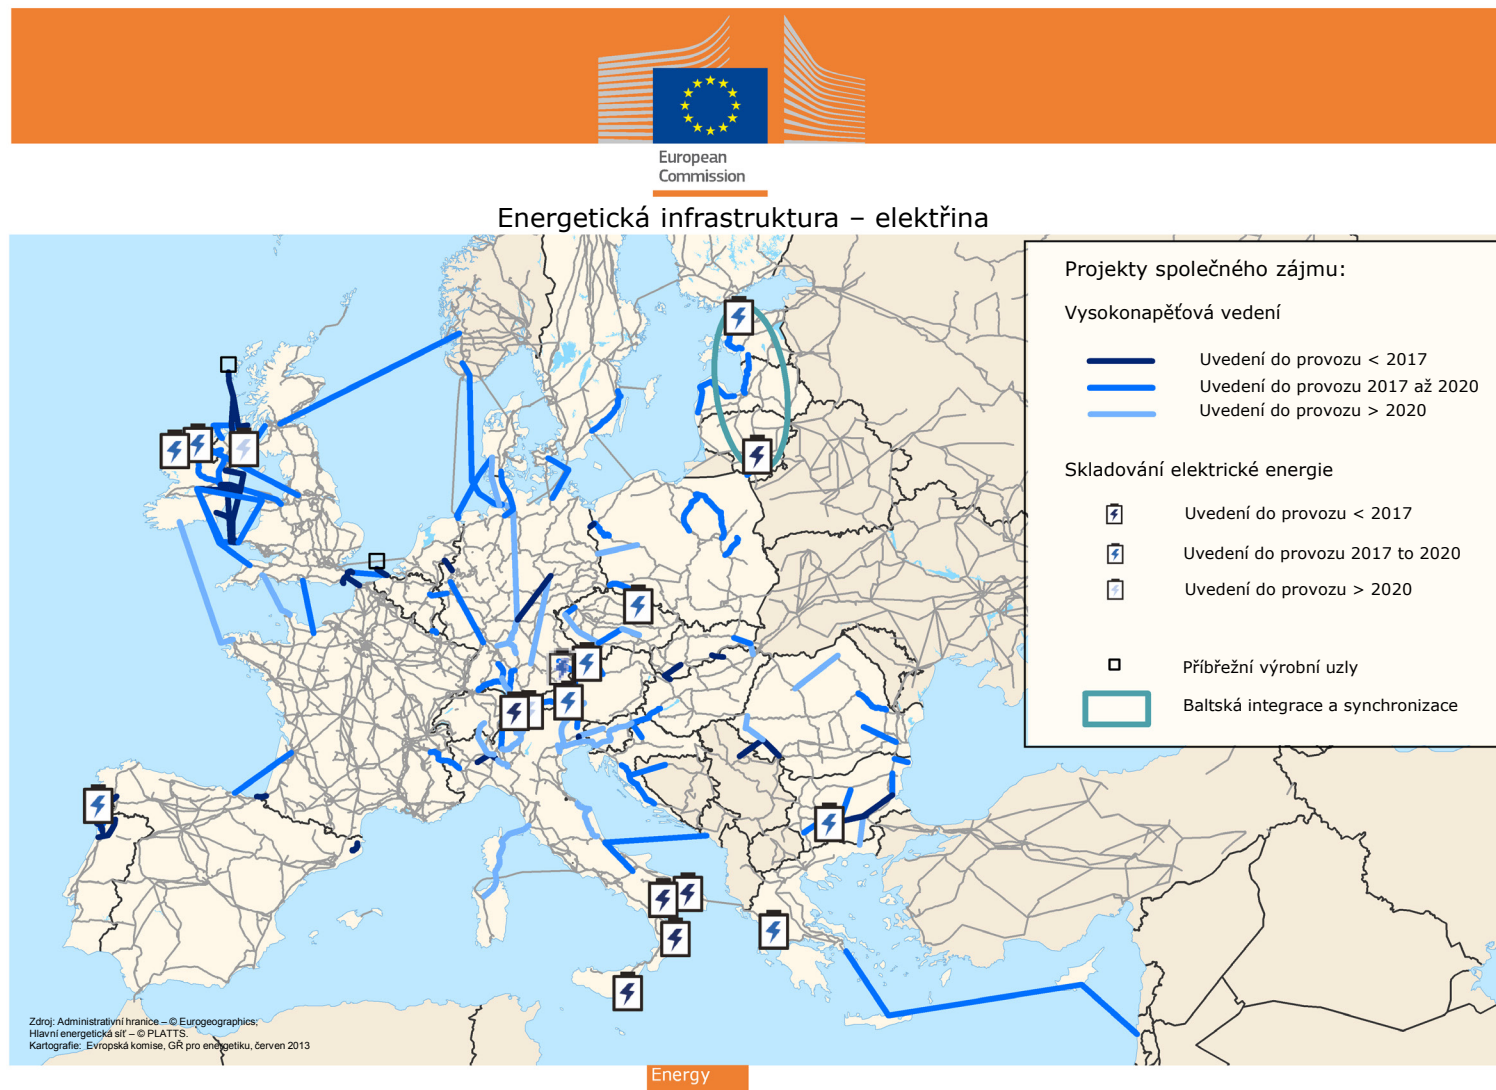 European
Commission
Energetická infrastruktura – elektřina
Projekty společného zájmu:
Vysokonapěťová vedení
Uvedení do provozu < 2017
Uvedení do provozu 2017 až 2020
Uvedení do provozu > 2020
Skladování elektrické energie
Uvedení do provozu < 2017
Uvedení do provozu 2017 to 2020
Uvedení do provozu > 2020
Příbřežní výrobní uzly
Baltská integrace a synchronizace
Zdroj: Administrativní hranice – © Eurogeographics;
Hlavní energetická síť – © PLATTS.
Kartografie: Evropská komise, GŘ pro energetiku, červen 2013
Energy